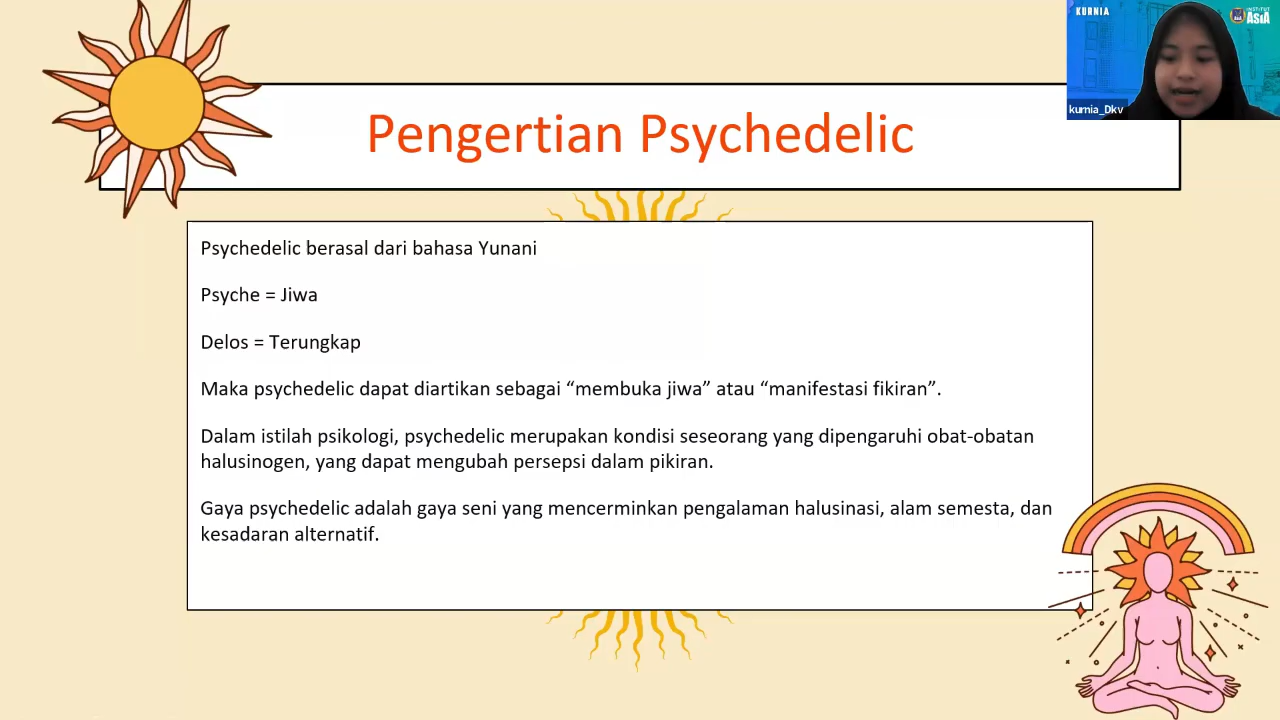 KURNIA
INSTITUT
ASIA
kurnia_Dkv
Pengertian Psychedelic
Psychedelic berasal dari bahasa Yunani
Psyche = Jiwa
Delos = Terungkap
Maka psychedelic dapat diartikan sebagai “membuka jiwa” atau “manifestasi fikiran”.
Dalam istilah psikologi, psychedelic merupakan kondisi seseorang yang dipengaruhi obat-obatan
halusinogen, yang dapat mengubah persepsi dalam pikiran.
Gaya psychedelic adalah gaya seni yang mencerminkan pengalaman halusinasi, alam semesta, dan
kesadaran alternatif.